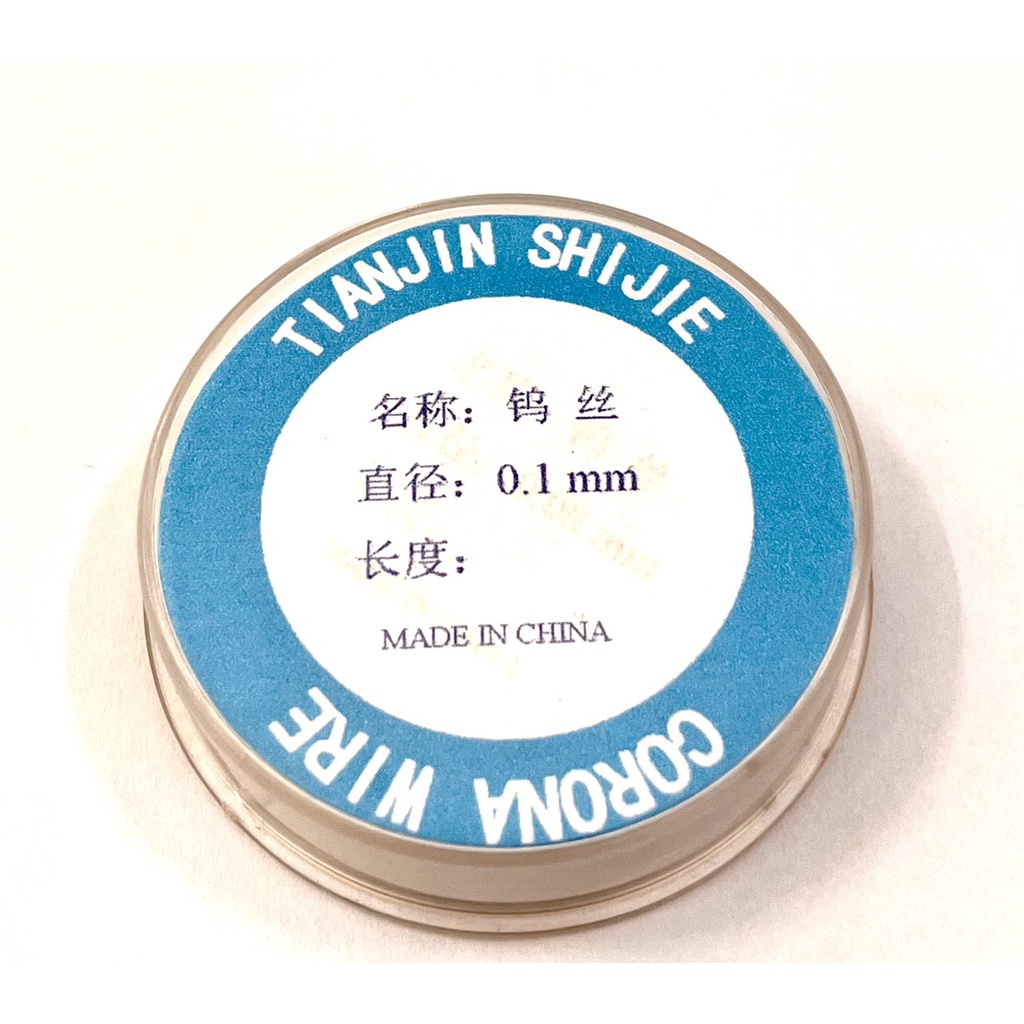 TIANJIN SHIJIE
名称：钨 丝
直径：0.1 mm
长度：
MADE IN CHINA
CORONA WIRE